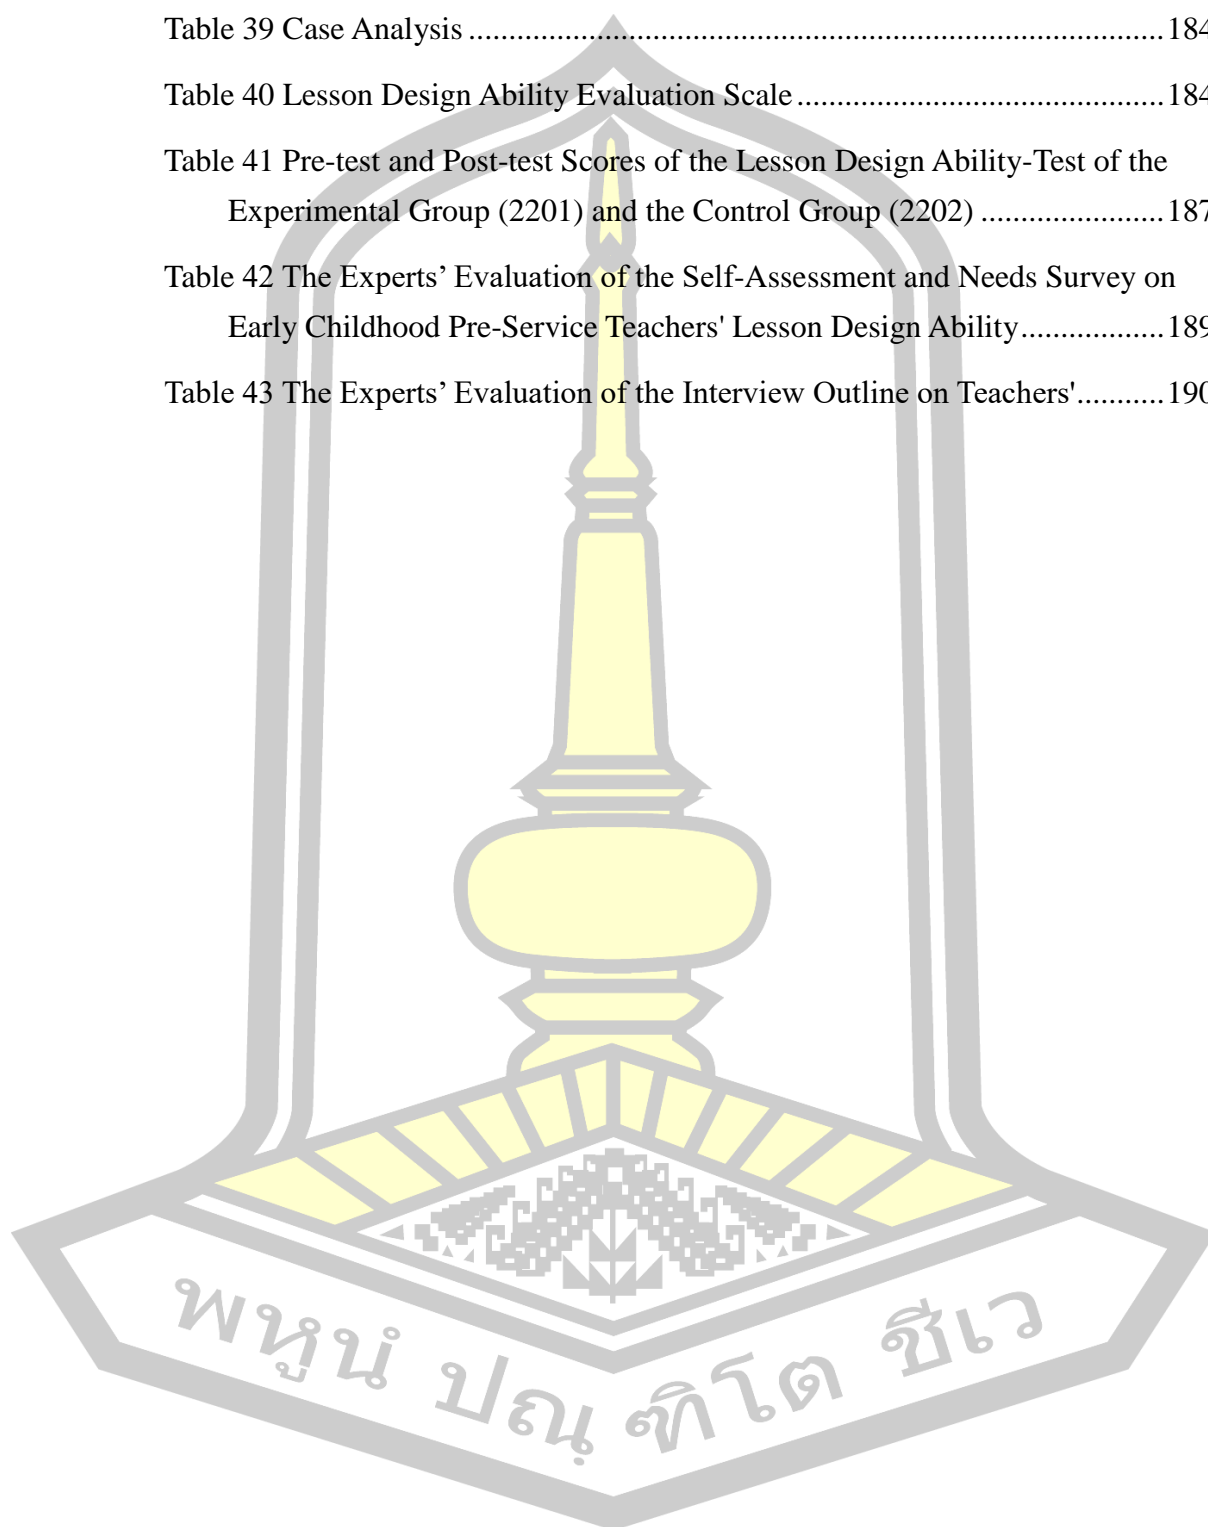 Table 39 Case Analysis ....................................................................................... 184
Table 40 Lesson Design Ability Evaluation Scale .............................................. 184
Table 41 Pre-test and Post-test Scores of the Lesson Design Ability-Test of the
Experimental Group (2201) and the Control Group (2202) ....................... 187
Table 42 The Experts’ Evaluation of the Self-Assessment and Needs Survey on
Early Childhood Pre-Service Teachers' Lesson Design Ability.................. 189
Table 43 The Experts’ Evaluation of the Interview Outline on Teachers'........... 190
พหูนํ ปณฺ ฑิโต ชีเว